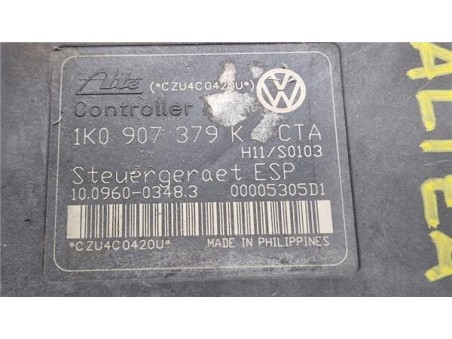 Ate (*CZU4C0420U*)
Controller
1K0 907 379 K CTA
H11/S0103
Steuergeraet ESP
10.0960-0348.3 00005305D1
*CZU4C0420U* MADE IN PHILIPPINES